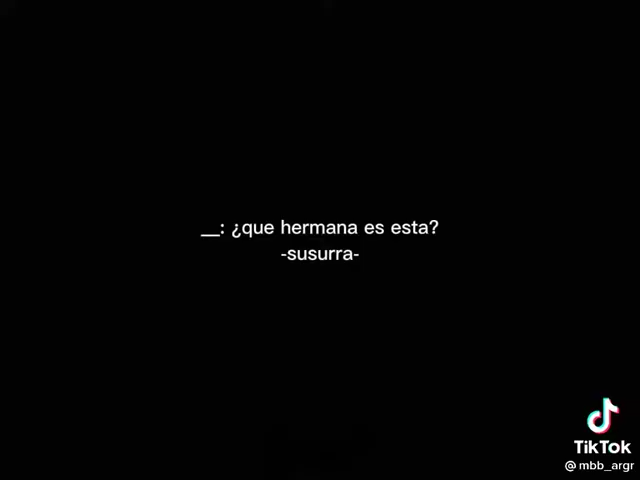 __: ¿que hermana es esta?
-susurra-
TikTok
@mbb_argr